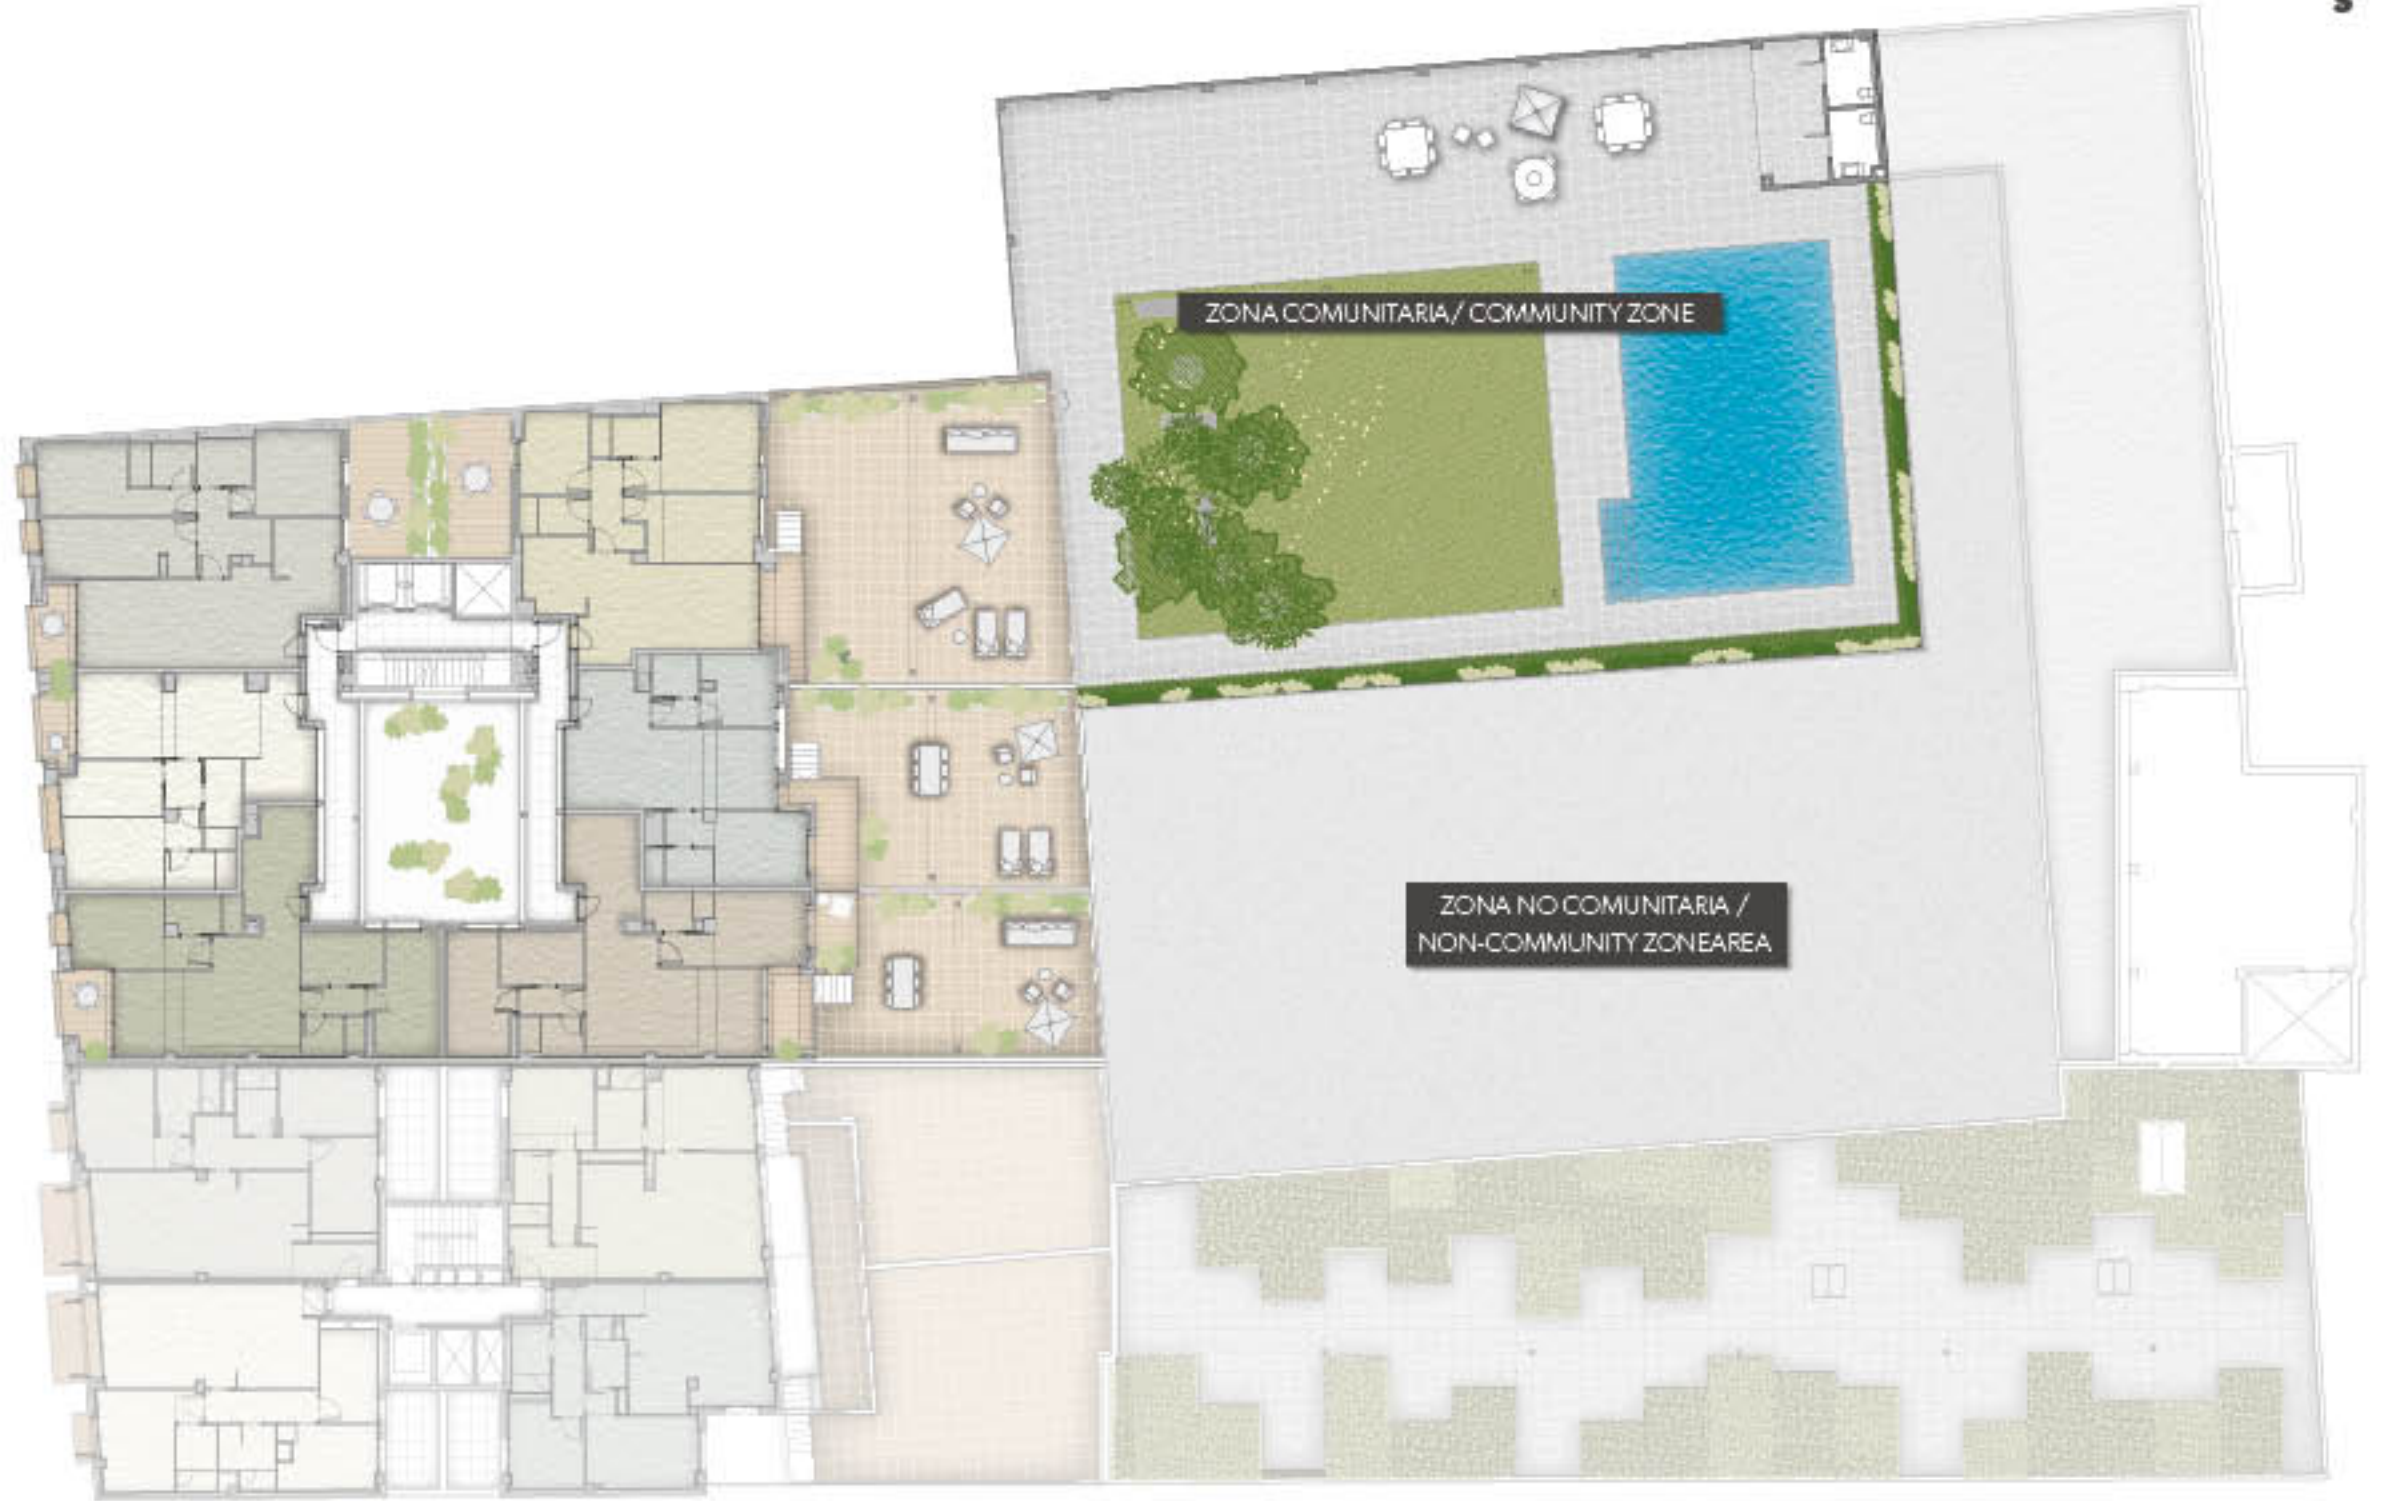 S
ZONA COMUNITARIA / COMMUNITY ZONE
ZONA NO COMUNITARIA /
NON-COMMUNITY ZONEAREA